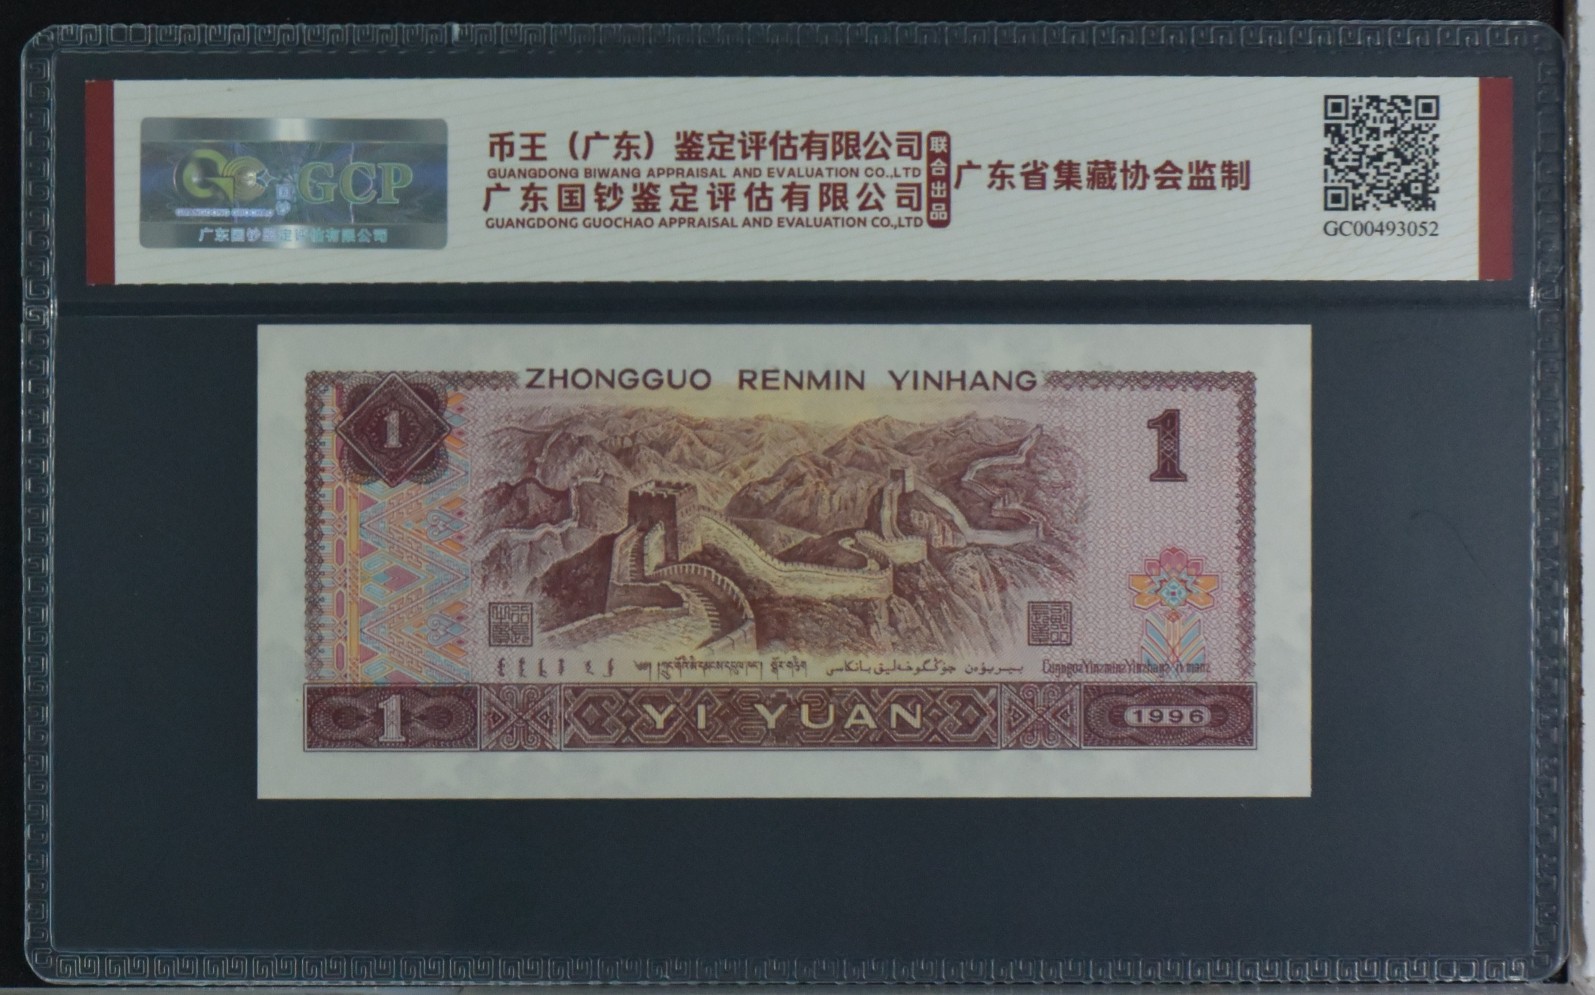 GCP
广东国钞鉴定评估有限公司
币王（广东）鉴定评估有限公司
GUANGDONG BIWANG APPRAISAL AND EVALUATION CO.,LTD
广东国钞鉴定评估有限公司
GUANGDONG GUOCHAO APPRAISAL AND EVALUATION CO.,LTD
联合出品
广东省集藏协会监制
GC00493052
ZHONGGUO RENMIN YINHANG
1
1
1
YI YUAN
1996